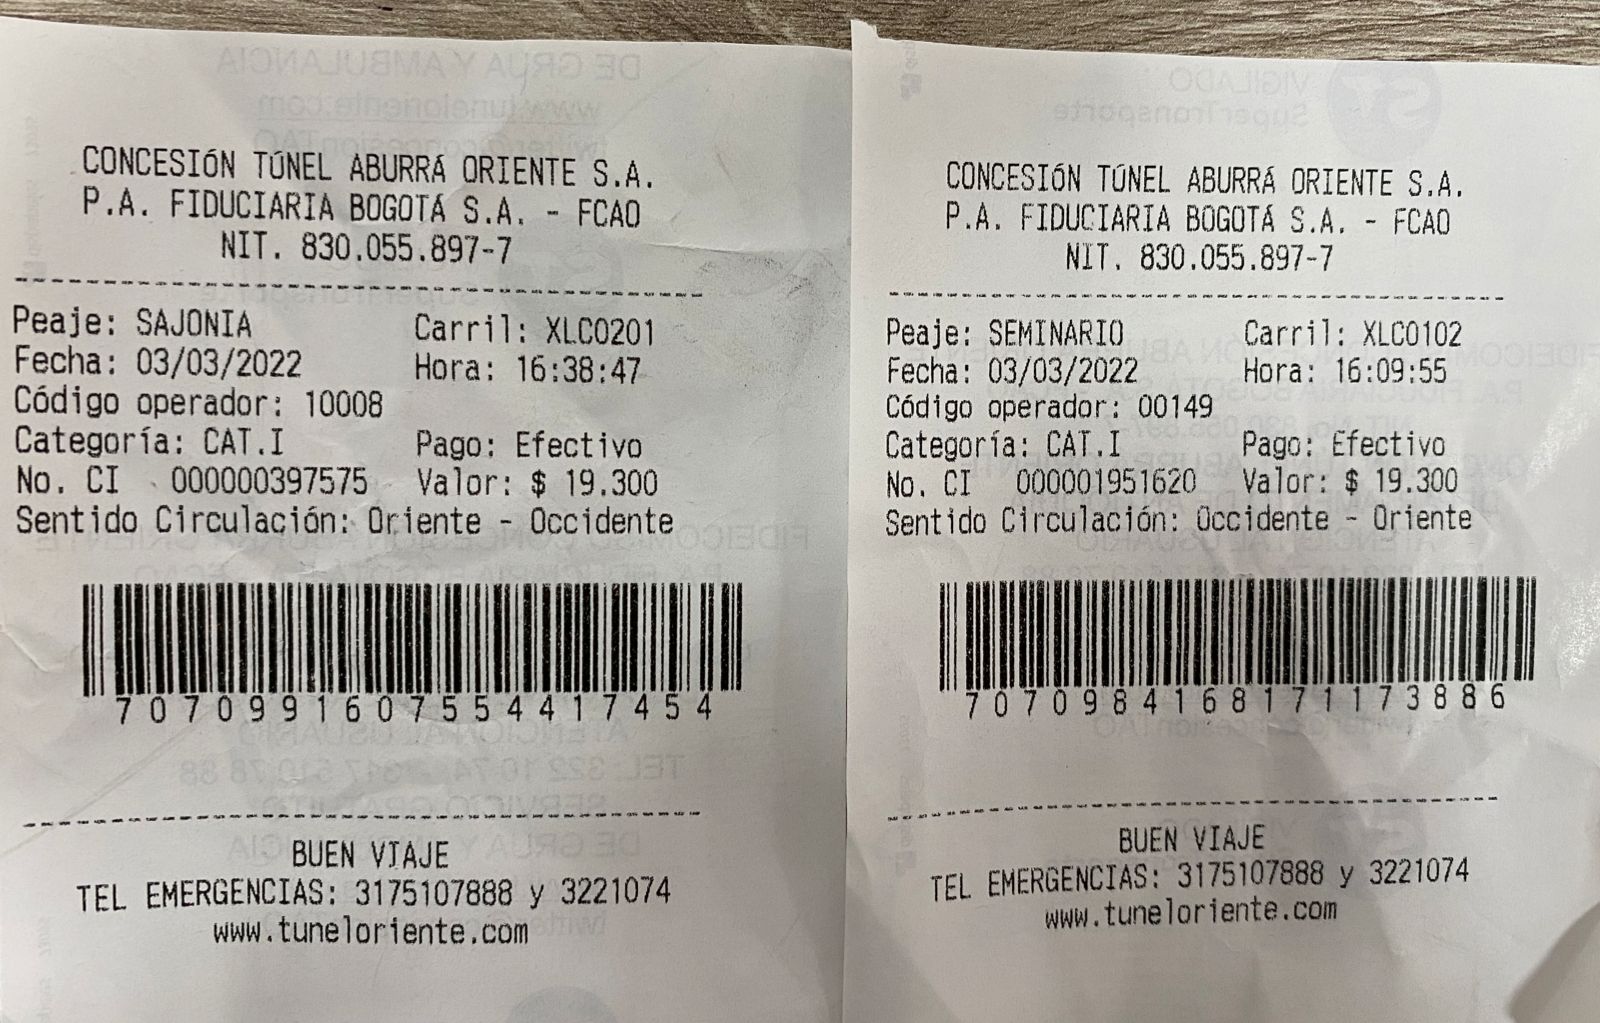 CONCESIÓN TÚNEL ABURRÁ ORIENTE S.A.
P.A. FIDUCIARIA BOGOTÁ S.A. - FCAO
NIT. 830.055.897-7
Peaje: SAJONIA Carril: XLC0201
Fecha: 03/03/2022 Hora: 16:38:47
Código operador: 10008
Categoría: CAT.I Pago: Efectivo
No. CI 000000397575 Valor: $ 19.300
Sentido Circulación: Oriente - Occidente
7070991607554417454
BUEN VIAJE
TEL EMERGENCIAS: 3175107888 y 3221074
www.tuneloriente.com
VIGILADO
SuperTransporte
CONCESIÓN TÚNEL ABURRÁ ORIENTE S.A.
P.A. FIDUCIARIA BOGOTÁ S.A. - FCAO
NIT. 830.055.897-7
Peaje: SEMINARIO Carril: XLC0102
Fecha: 03/03/2022 Hora: 16:09:55
Código operador: 00149
Categoría: CAT.I Pago: Efectivo
No. CI 000001951620 Valor: $ 19.300
Sentido Circulación: Occidente - Oriente
7070984168171173886
BUEN VIAJE
TEL EMERGENCIAS: 3175107888 y 3221074
www.tuneloriente.com